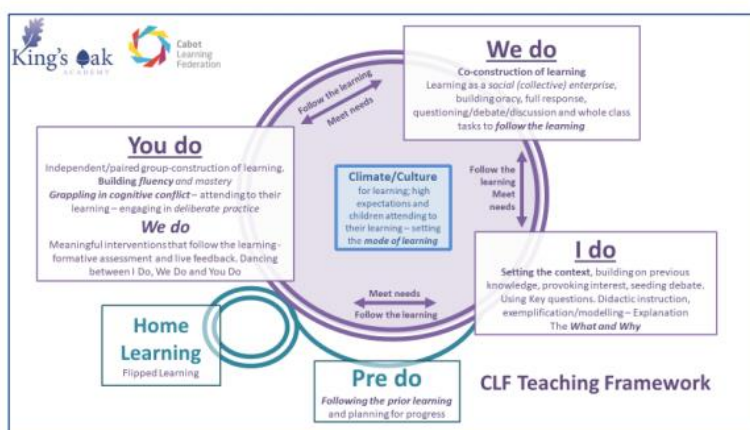 King's Oak
ACADEMY
Cabot
Learning
Federation
We do
Co-construction of learning
Learning as a social (collective) enterprise,
building oracy, full response,
questioning/debate/discussion and whole class
tasks to follow the learning
Follow the learning
Meet needs
You do
Independent/paired group-construction of learning.
Building fluency and mastery
Grappling in cognitive conflict – attending to their
learning – engaging in deliberate practice
We do
Meaningful interventions that follow the learning -
formative assessment and live feedback. Dancing
between I Do, We Do and You Do
Climate/Culture
for learning; high
expectations and
children attending to
their learning – setting
the mode of learning
Follow the
learning
Meet
needs
I do
Setting the context, building on previous
knowledge, provoking interest, seeding debate.
Using Key questions. Didactic instruction,
exemplification/modelling – Explanation
The What and Why
Meet needs
Follow the learning
Home
Learning
Flipped Learning
Pre do
Following the prior learning
and planning for progress
CLF Teaching Framework